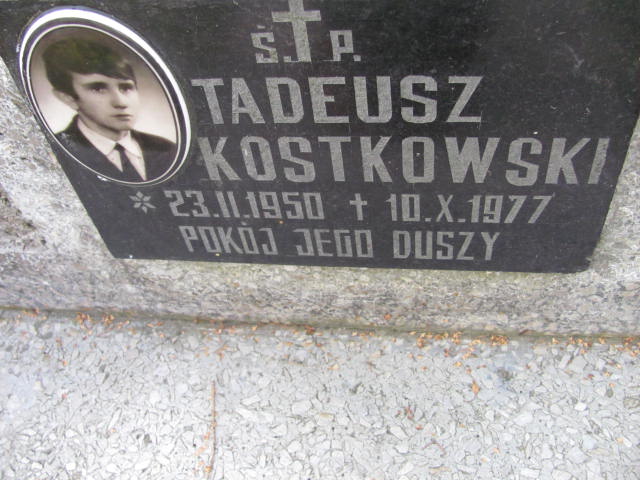 Ś. P.
TADEUSZ
KOSTKOWSKI
23.II.1950 † 10.X.1977
POKÓJ JEGO DUSZY